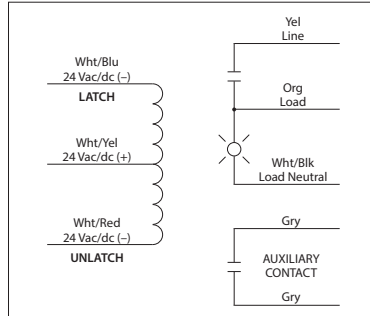 Wht/Blu
24 Vac/dc (–)
LATCH
Wht/Yel
24 Vac/dc (+)
Wht/Red
24 Vac/dc (–)
UNLATCH
Yel
Line
Org
Load
Wht/Blk
Load Neutral
Gry
AUXILIARY
CONTACT
Gry